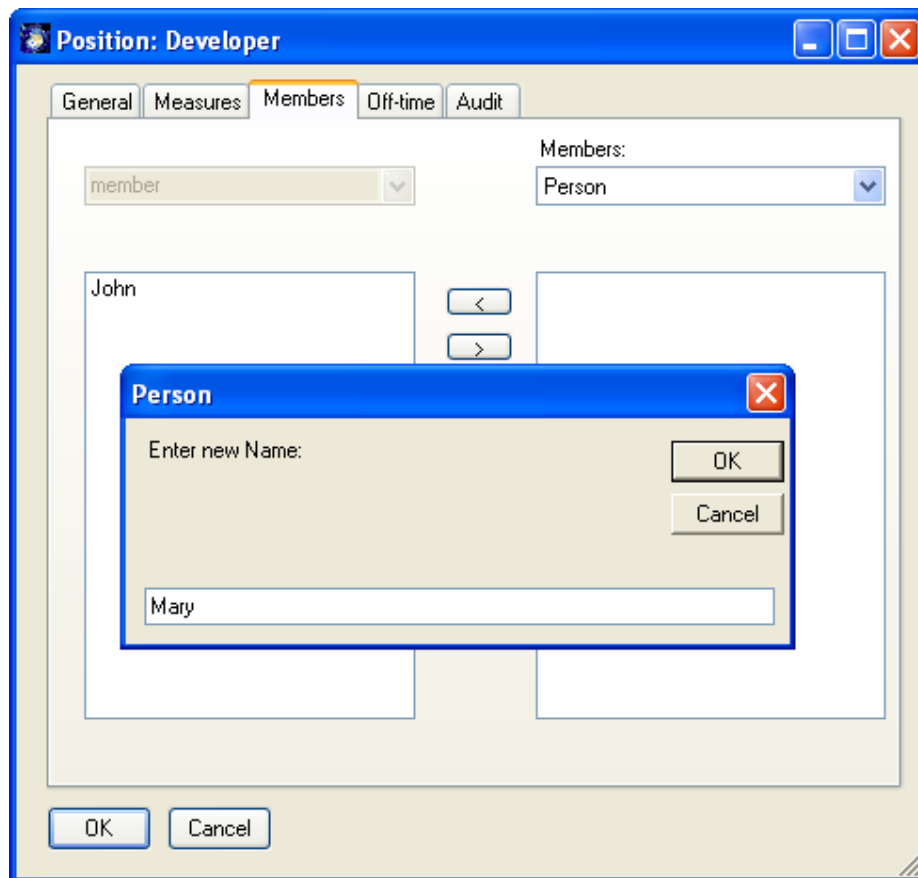 Position: Developer
General Measures Members Off-time Audit
Members:
member
Person
John
<
>
Person
Enter new Name:
OK
Cancel
Mary
OK Cancel